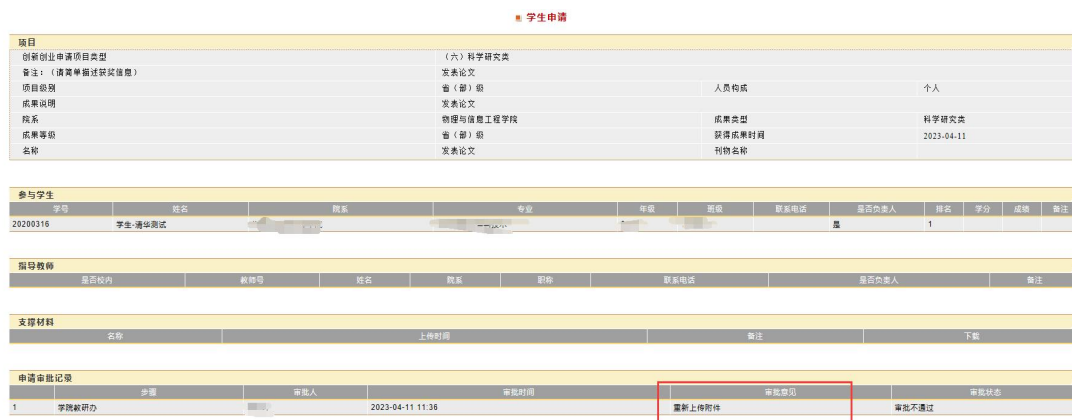 学生申请
项目
创新创业申请项目类型 （六）科学研究类
备注：（请简单描述获奖信息） 发表论文
项目级别 省（部）级 人员构成 个人
成果说明 发表论文
院系 物理与信息工程学院 成果类型 科学研究类
成果等级 省（部）级 获得成果时间 2023-04-11
名称 发表论文 刊物名称
参与学生
学号 姓名 院系 专业 年级 班级 联系电话 是否负责人 排名 学分 成绩 备注
20200316 学生-清华测试 是 1
指导教师
是否校内 教师号 姓名 院系 职称 联系电话 是否负责人 备注
支撑材料
名称 上传时间 备注 下载
申请审批记录
步骤 审批人 审批时间 审批意见 审批状态
1 学院教研办 2023-04-11 11:36 重新上传附件 审批不通过